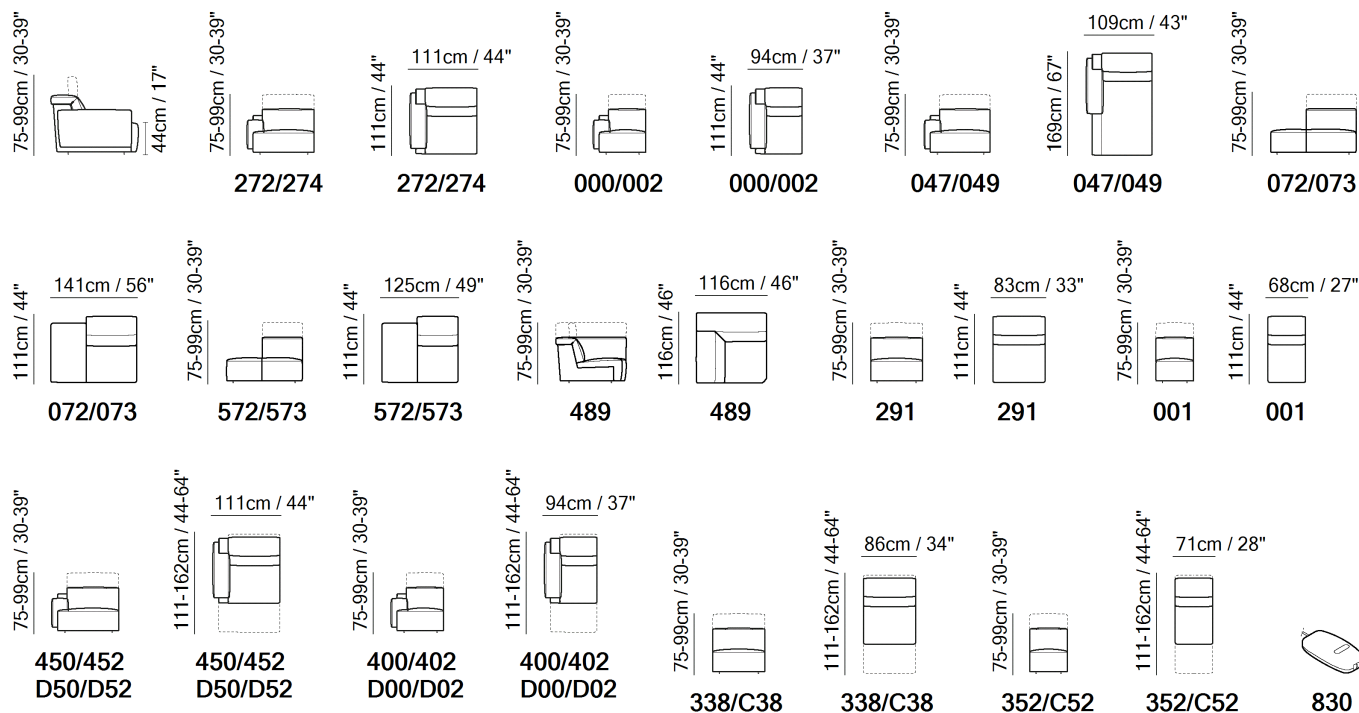 75-99cm / 30-39"
44cm / 17"
75-99cm / 30-39"
272/274
111cm / 44"
111cm / 44"
272/274
75-99cm / 30-39"
000/002
94cm / 37"
111cm / 44"
000/002
75-99cm / 30-39"
047/049
109cm / 43"
169cm / 67"
047/049
75-99cm / 30-39"
072/073
141cm / 56"
111cm / 44"
072/073
75-99cm / 30-39"
572/573
125cm / 49"
111cm / 44"
572/573
75-99cm / 30-39"
489
116cm / 46"
116cm / 46"
489
75-99cm / 30-39"
291
83cm / 33"
111cm / 44"
291
75-99cm / 30-39"
001
68cm / 27"
111cm / 44"
001
75-99cm / 30-39"
450/452
D50/D52
111cm / 44"
111-162cm / 44-64"
450/452
D50/D52
75-99cm / 30-39"
400/402
D00/D02
94cm / 37"
111-162cm / 44-64"
400/402
D00/D02
75-99cm / 30-39"
338/C38
86cm / 34"
111-162cm / 44-64"
338/C38
75-99cm / 30-39"
352/C52
71cm / 28"
111-162cm / 44-64"
352/C52
830